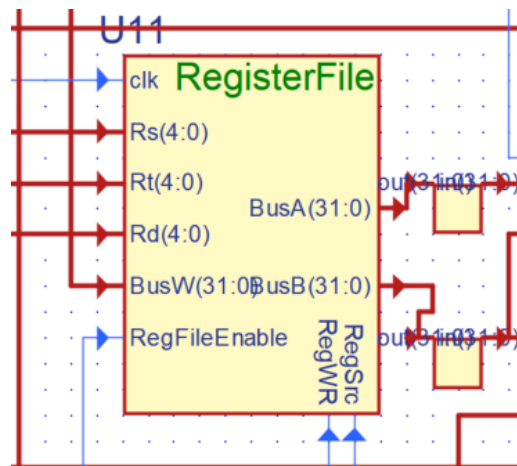 U11
RegisterFile
clk
Rs(4:0)
Rt(4:0)
BusA(31:0)
Rd(4:0)
BusW(31:0)
BusB(31:0)
RegFileEnable
RegWR
RegSrc